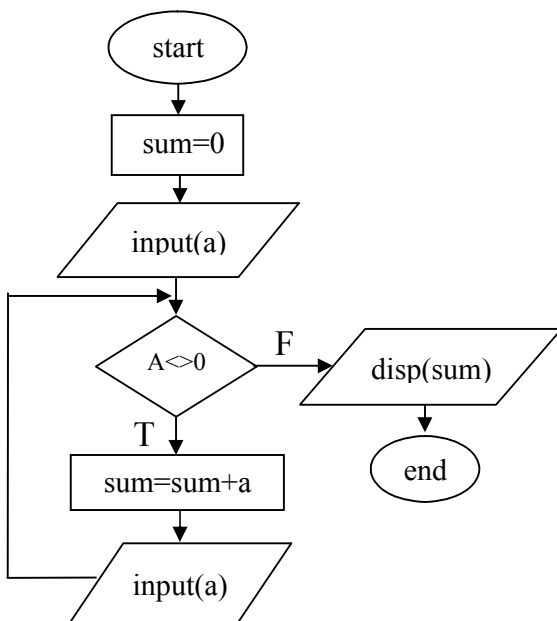 start
sum=0
input(a)
A<>0
F
disp(sum)
T
end
sum=sum+a
input(a)